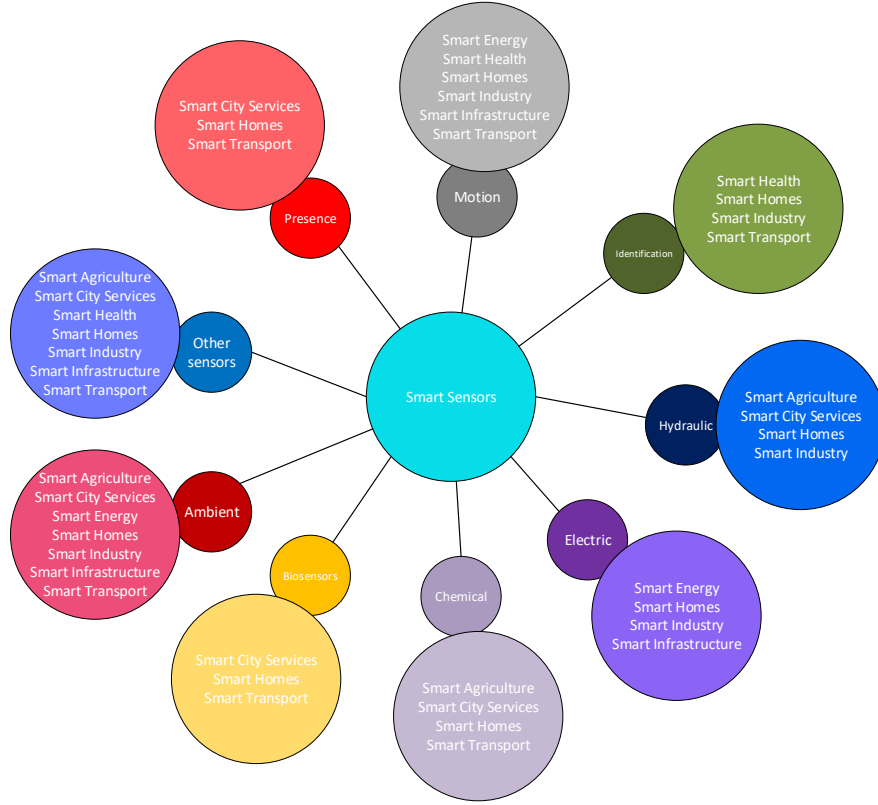 Smart Energy
Smart Health
Smart Homes
Smart Industry
Smart Infrastructure
Smart Transport
Motion
Smart City Services
Smart Homes
Smart Transport
Presence
Smart Health
Smart Homes
Smart Industry
Smart Transport
Identification
Smart Agriculture
Smart City Services
Smart Health
Smart Homes
Smart Industry
Smart Infrastructure
Smart Transport
Other
sensors
Smart Sensors
Smart Agriculture
Smart City Services
Smart Homes
Smart Industry
Hydraulic
Smart Agriculture
Smart City Services
Smart Energy
Smart Homes
Smart Industry
Smart Infrastructure
Smart Transport
Ambient
Electric
Smart Energy
Smart Homes
Smart Industry
Smart Infrastructure
Biosensors
Smart City Services
Smart Homes
Smart Transport
Chemical
Smart Agriculture
Smart City Services
Smart Homes
Smart Transport